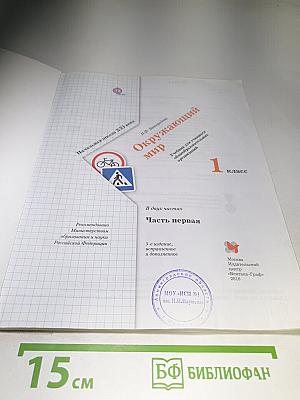 Начальная школа XXI века
Н.Ф. Виноградова
Окружающий
мир
1 класс
В двух частях
Часть первая
Рекомендовано
Министерством
образования и науки
Российской Федерации
5-е издание,
исправленное
и дополненное
Москва
Издательский
центр
«Вентана-Граф»
2016
15 см
БФ БИБЛИОФАН